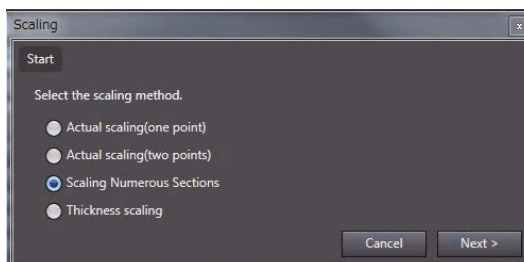 Scaling
Start
Select the scaling method.
Actual scaling(one point)
Actual scaling(two points)
Scaling Numerous Sections
Thickness scaling
Cancel Next >